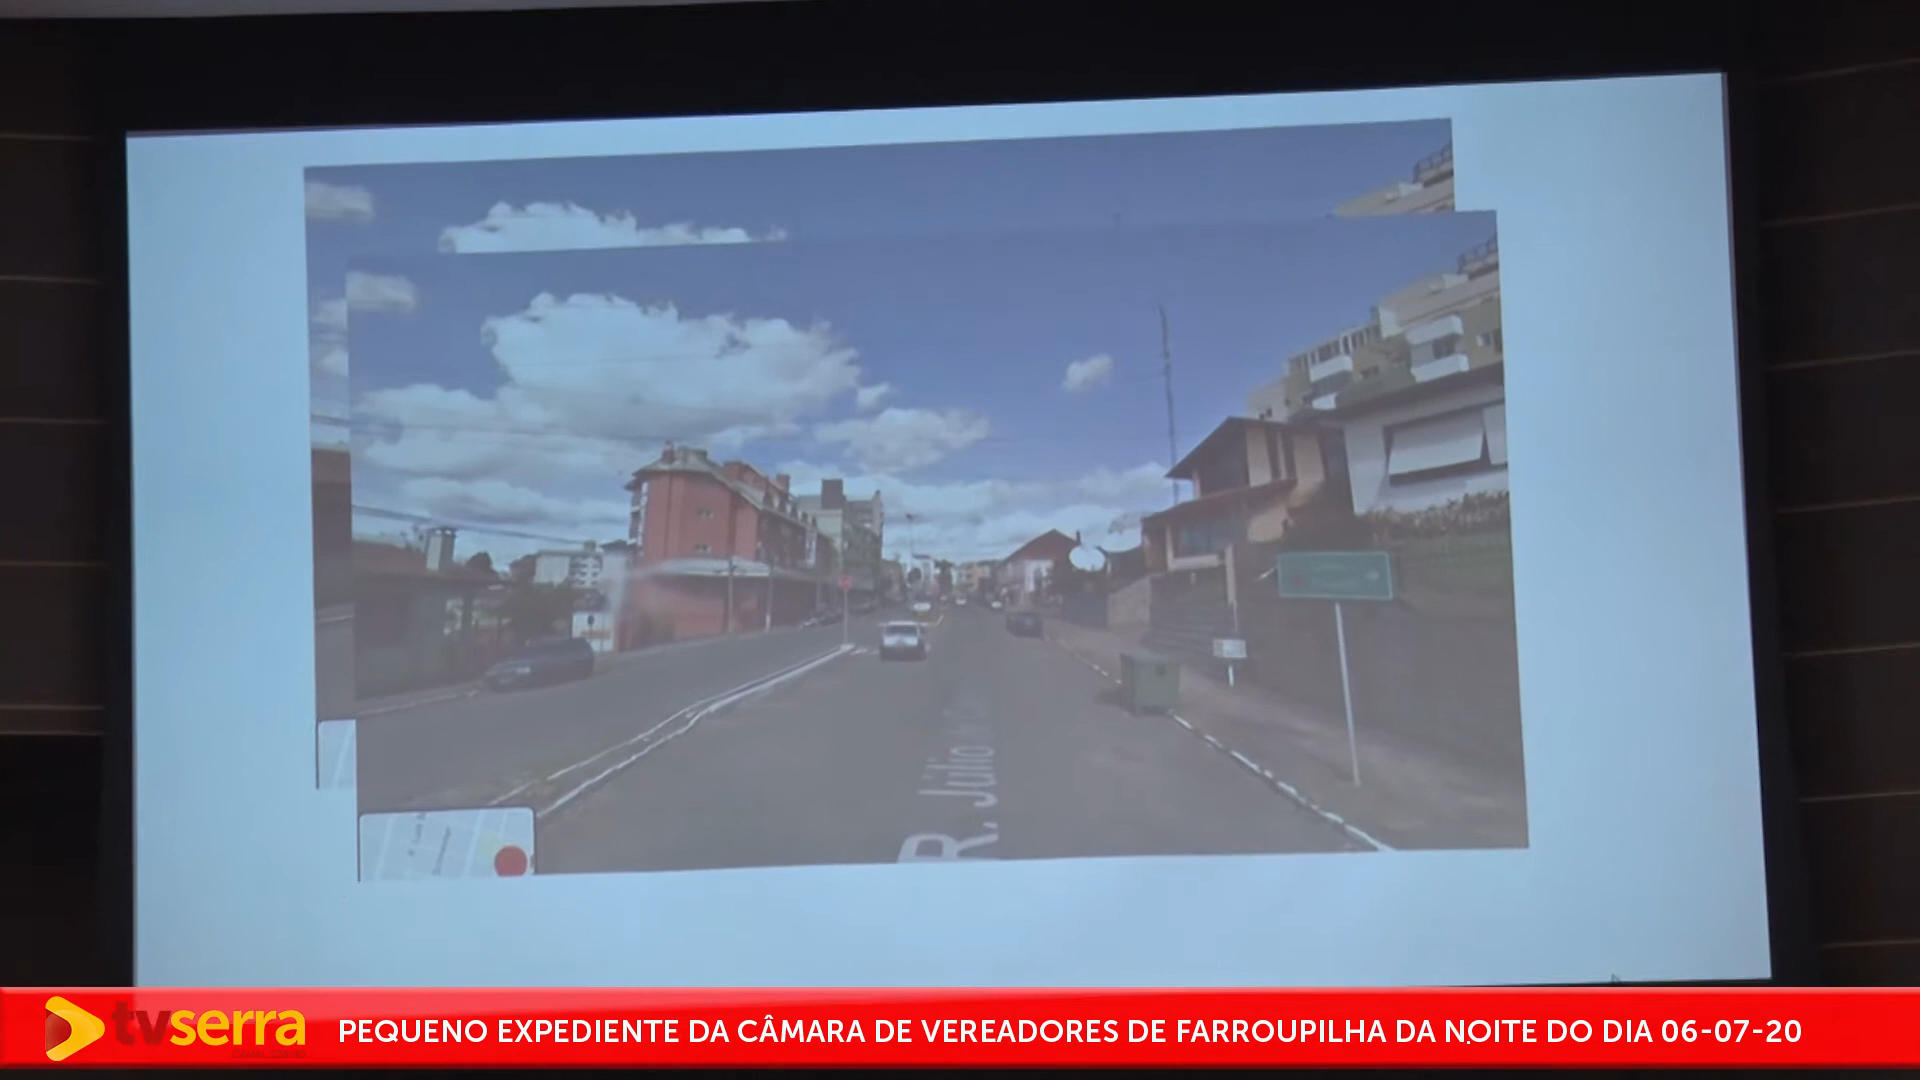 R. Júlio
tvserra
PEQUENO EXPEDIENTE DA CÂMARA DE VEREADORES DE FARROUPILHA DA NOITE DO DIA 06-07-20